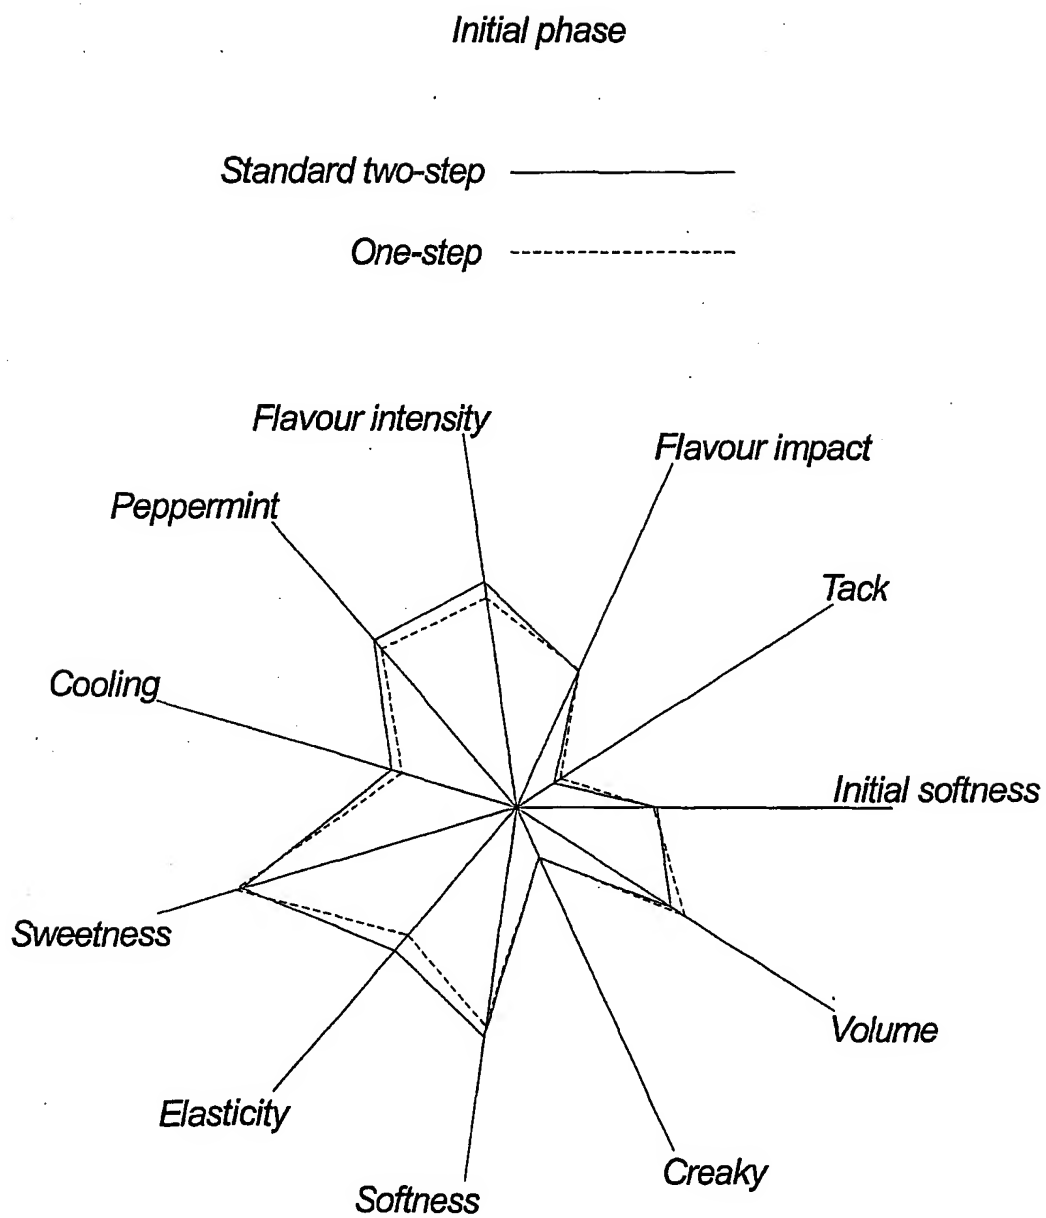 Initial phase
Standard two-step
One-step
Flavour intensity
Flavour impact
Peppermint
Tack
Cooling
Initial softness
Sweetness
Volume
Elasticity
Creaky
Softness